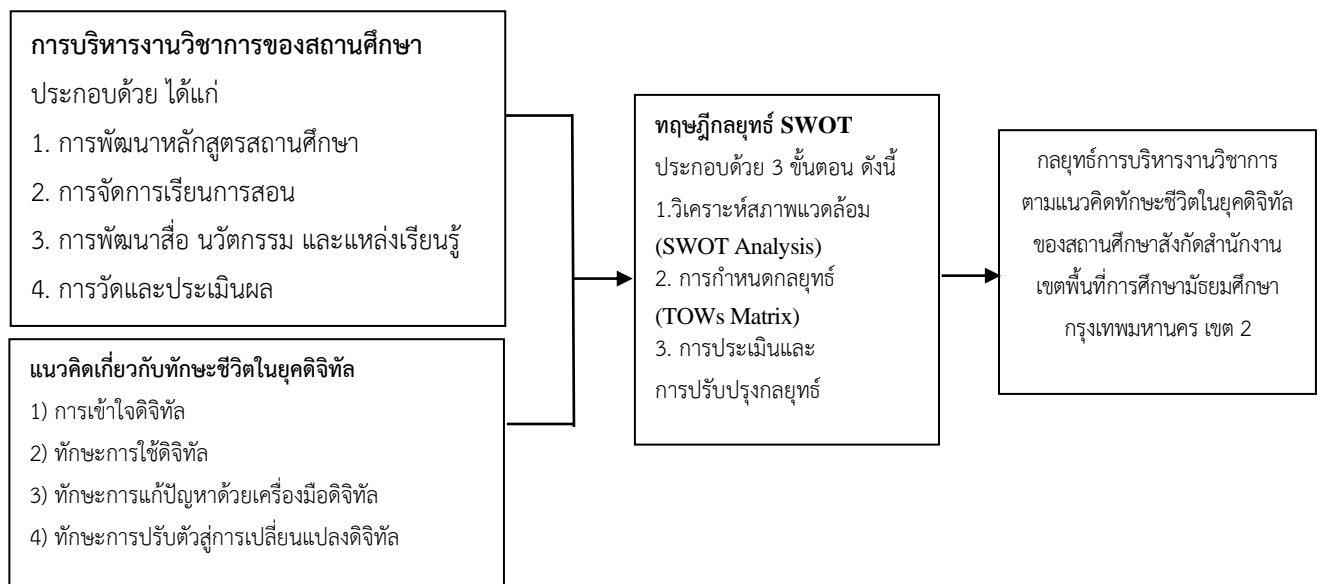 การบริหารงานวิชาการของสถานศึกษา
ประกอบด้วย ได้แก่
1. การพัฒนาหลักสูตรสถานศึกษา
2. การจัดการเรียนการสอน
3. การพัฒนาสื่อ นวัตกรรม และแหล่งเรียนรู้
4. การวัดและประเมินผล
แนวคิดเกี่ยวกับทักษะชีวิตในยุคดิจิทัล
1) การเข้าใจดิจิทัล
2) ทักษะการใช้ดิจิทัล
3) ทักษะการแก้ปัญหาด้วยเครื่องมือดิจิทัล
4) ทักษะการปรับตัวสู่การเปลี่ยนแปลงดิจิทัล
ทฤษฎีกลยุทธ์ SWOT
ประกอบด้วย 3 ขั้นตอน ดังนี้
1.วิเคราะห์สภาพแวดล้อม
(SWOT Analysis)
2. การกำหนดกลยุทธ์
(TOWs Matrix)
3. การประเมินและ
การปรับปรุงกลยุทธ์
กลยุทธ์การบริหารงานวิชาการ
ตามแนวคิดทักษะชีวิตในยุคดิจิทัล
ของสถานศึกษาสังกัดสำนักงาน
เขตพื้นที่การศึกษามัธยมศึกษา
กรุงเทพมหานคร เขต 2